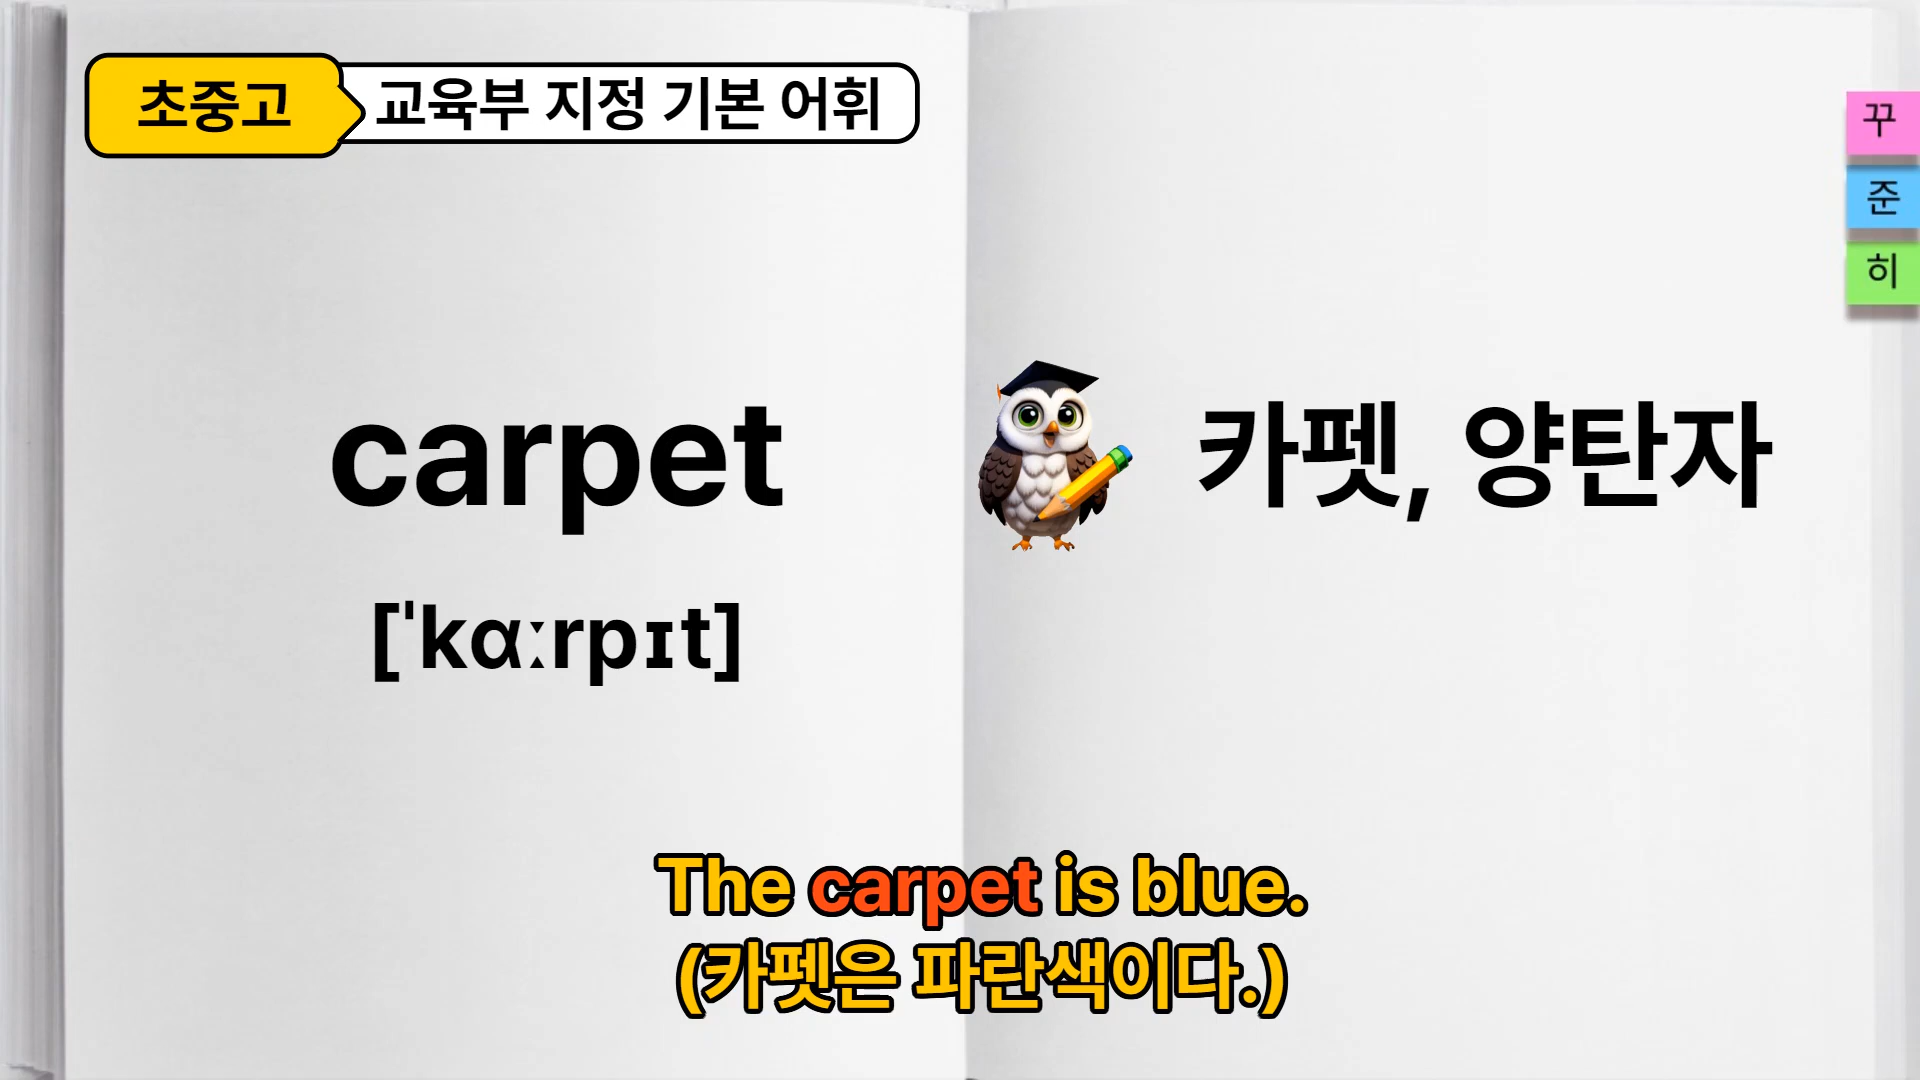 초중고 교육부 지정 기본 어휘
꾸
준
히
carpet
카펫, 양탄자
[ˈkɑːrpɪt]
The carpet is blue.
(카펫은 파란색이다.)